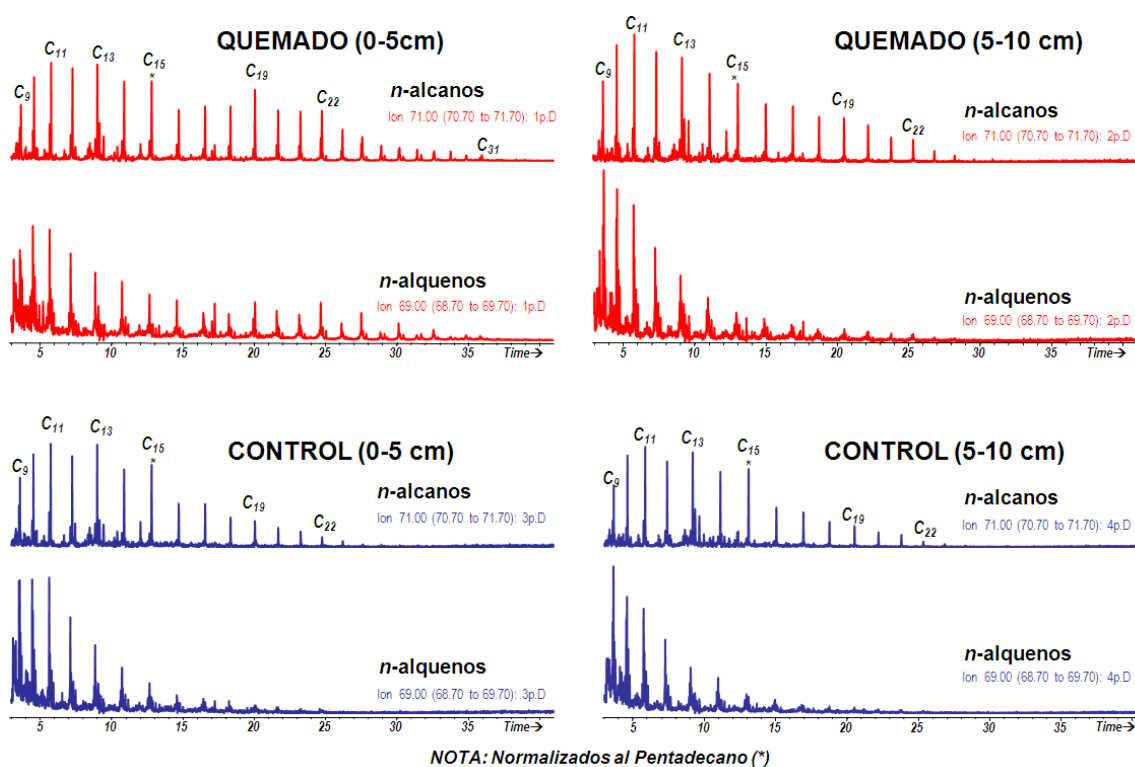 QUEMADO (0-5cm)
C9
C11
C13
C15
*
C19
C22
C31
n-alcanos
Ion 71.00 (70.70 to 71.70): 1p.D
n-alquenos
Ion 69.00 (68.70 to 69.70): 1p.D
5 10 15 20 25 30 35
Time→
QUEMADO (5-10 cm)
C9
C11
C13
C15
*
C19
C22
n-alcanos
Ion 71.00 (70.70 to 71.70): 2p.D
n-alquenos
Ion 69.00 (68.70 to 69.70): 2p.D
5 10 15 20 25 30 35
Time→
CONTROL (0-5 cm)
C9
C11
C13
C15
*
C19
C22
n-alcanos
Ion 71.00 (70.70 to 71.70): 3p.D
n-alquenos
Ion 69.00 (68.70 to 69.70): 3p.D
5 10 15 20 25 30 35
Time→
CONTROL (5-10 cm)
C9
C11
C13
C15
*
C19
C22
n-alcanos
Ion 71.00 (70.70 to 71.70): 4p.D
n-alquenos
Ion 69.00 (68.70 to 69.70): 4p.D
5 10 15 20 25 30 35
Time→
NOTA: Normalizados al Pentadecano (*)